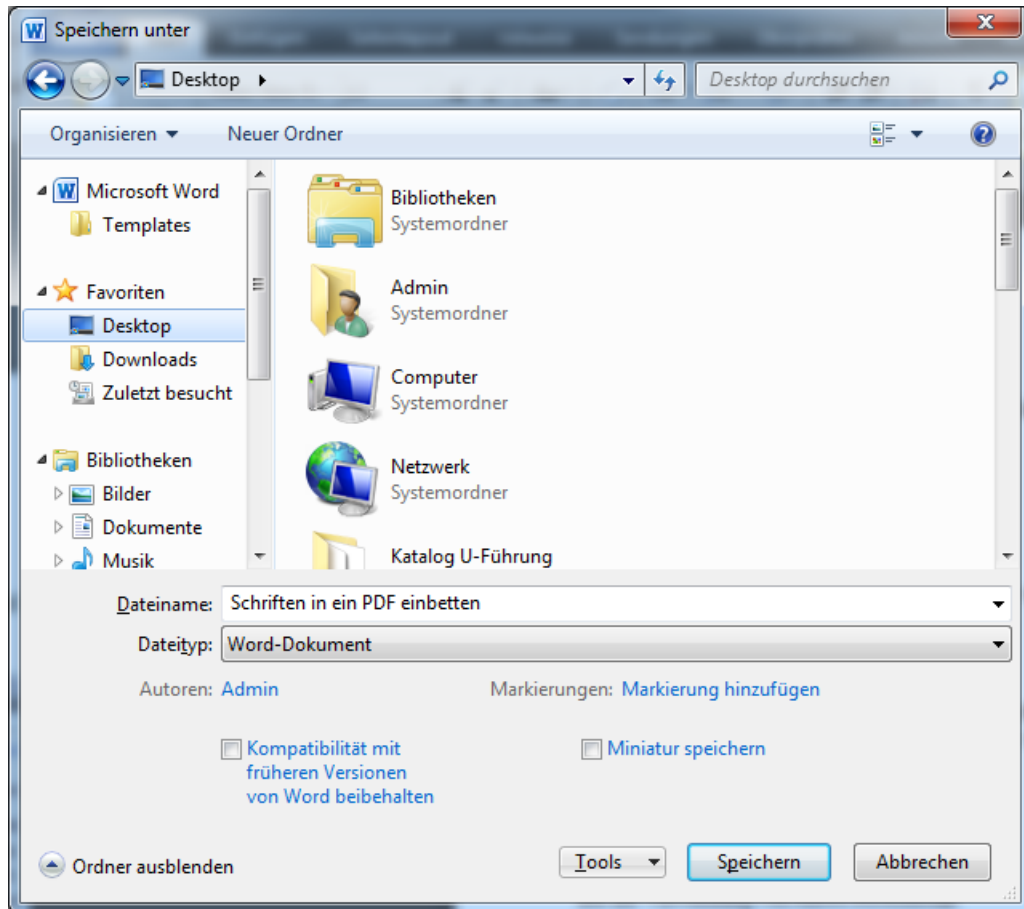 Speichern unter
Desktop
Desktop durchsuchen
Organisieren
Neuer Ordner
Microsoft Word
Templates
Favoriten
Desktop
Downloads
Zuletzt besucht
Bibliotheken
Bilder
Dokumente
Musik
Bibliotheken
Systemordner
Admin
Systemordner
Computer
Systemordner
Netzwerk
Systemordner
Katalog U-Führung
Dateiname: Schriften in ein PDF einbetten
Dateityp: Word-Dokument
Autoren: Admin
Markierungen: Markierung hinzufügen
Kompatibilität mit
früheren Versionen
von Word beibehalten
Miniatur speichern
Ordner ausblenden
Tools
Speichern
Abbrechen